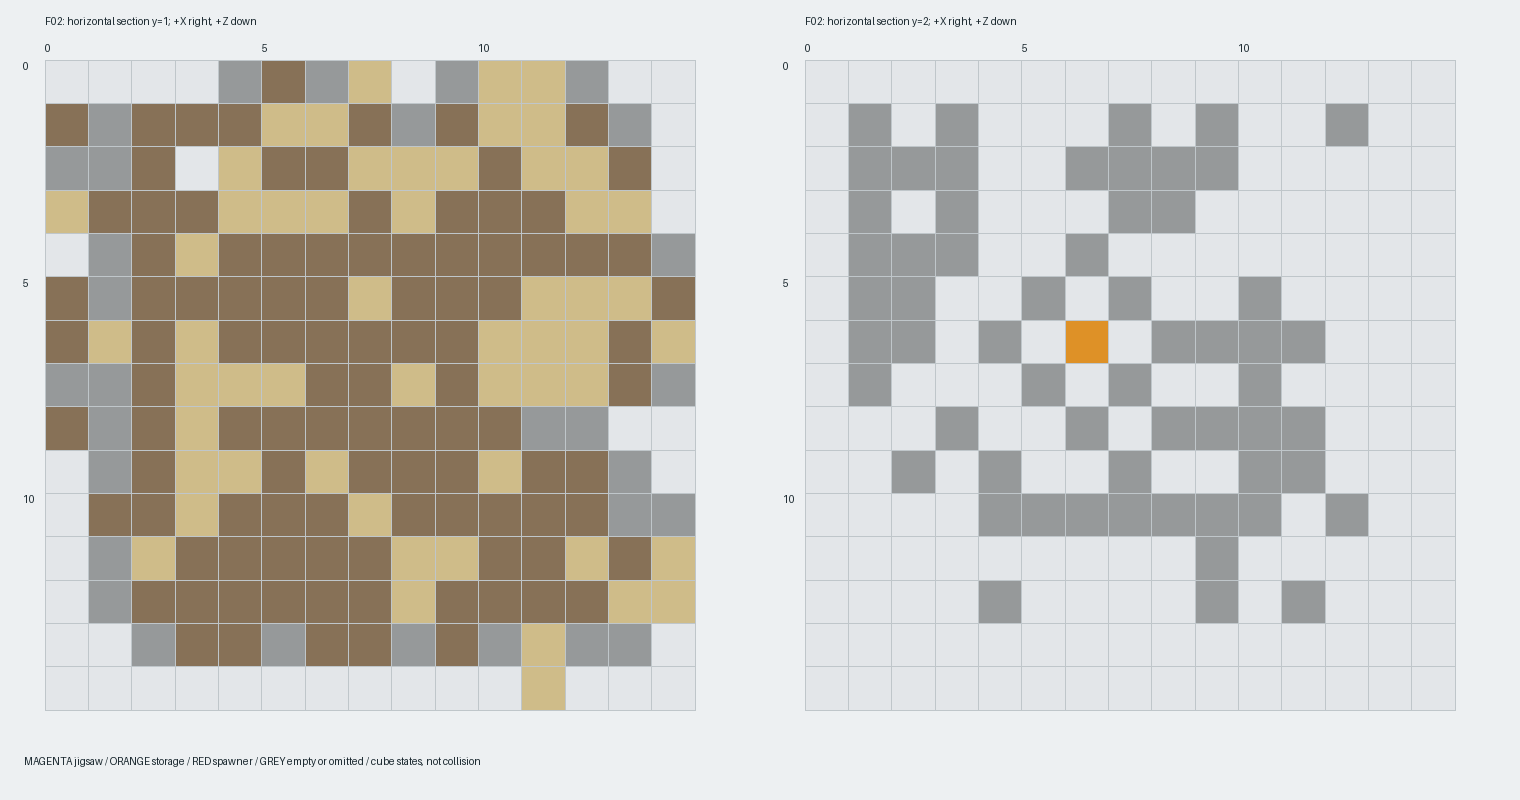 F02: horizontal section y=1; +X right, +Z down
F02: horizontal section y=2; +X right, +Z down
0 5 10
0 5 10
0
0
5
5
10
10
MAGENTA jigsaw / ORANGE storage / RED spawner / GREY empty or omitted / cube states, not collision